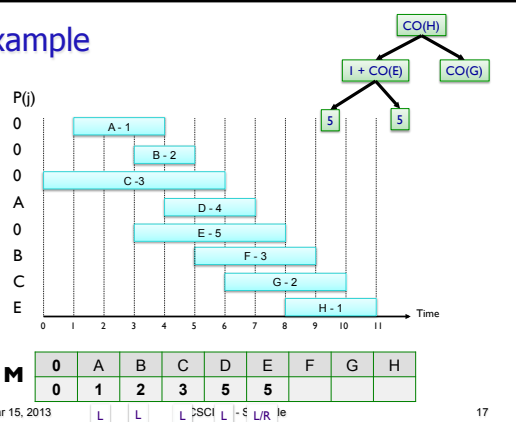 xample
CO(H)
1 + CO(E) CO(G)
5 5
P(j)
0 A - 1
0 B - 2
0 C -3
A D - 4
0 E - 5
B F - 3
C G - 2
E H - 1
Time
0 1 2 3 4 5 6 7 8 9 10 11
M 0 A B C D E F G H
0 1 2 3 5 5
r 15, 2013 L L L CSCI L - S L/R le 17